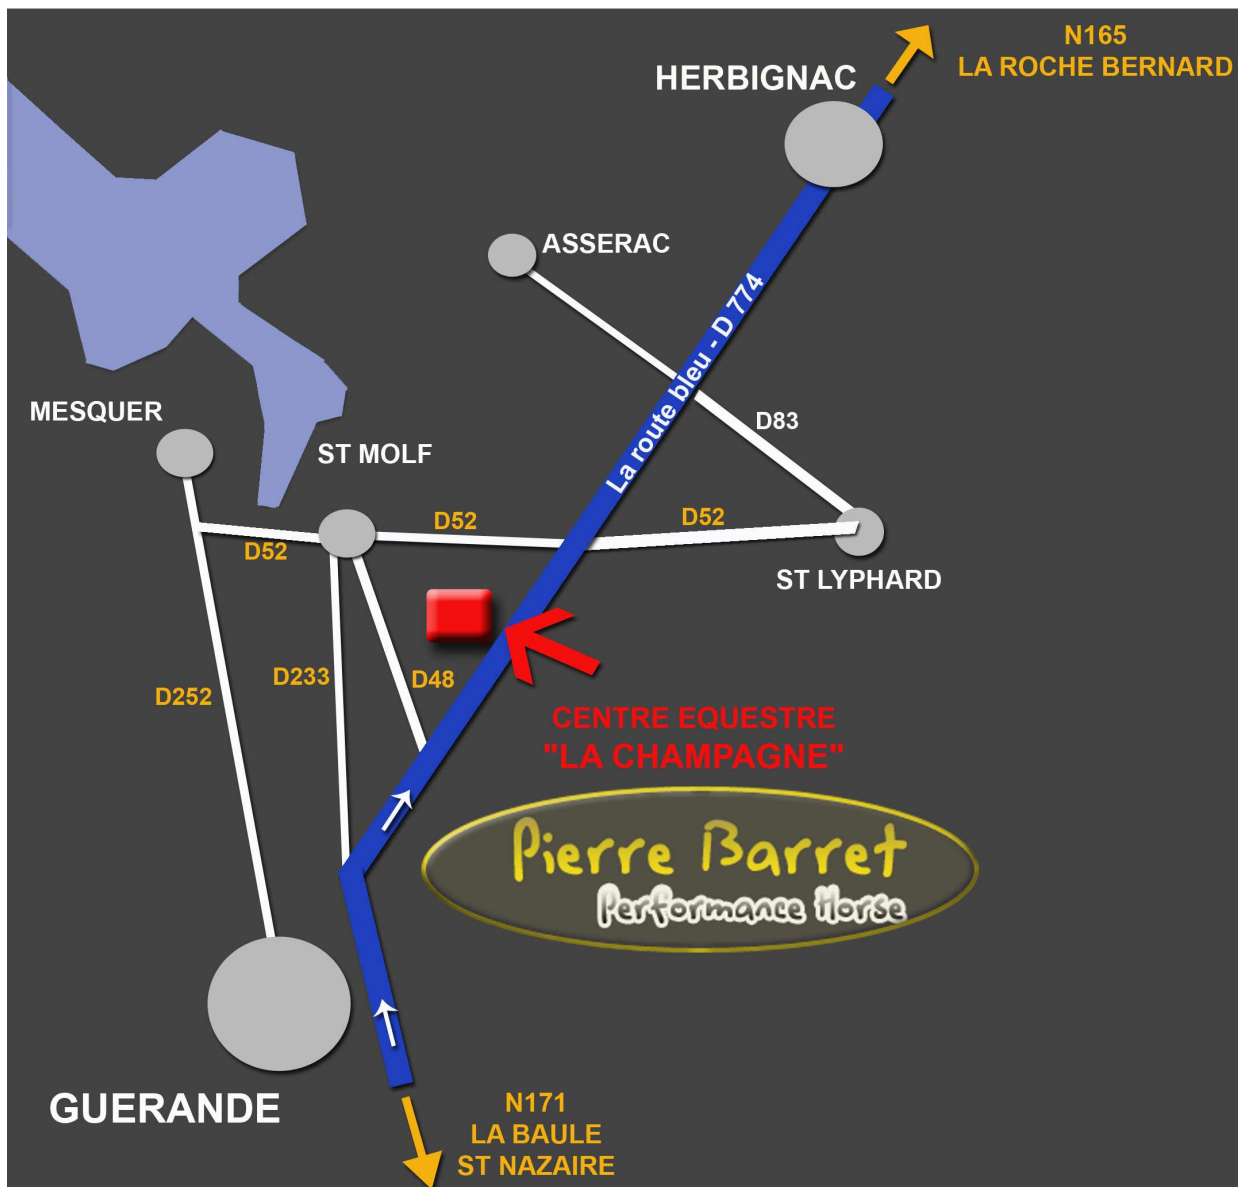 N165
LA ROCHE BERNARD
HERBIGNAC
ASSERAC
La route bleu - D 774
MESQUER
D83
ST MOLF
D52
D52
D52
ST LYPHARD
D233
D48
D252
CENTRE EQUESTRE
"LA CHAMPAGNE"
Pierre Barret
Performance Horse
GUERANDE
N171
LA BAULE
ST NAZAIRE